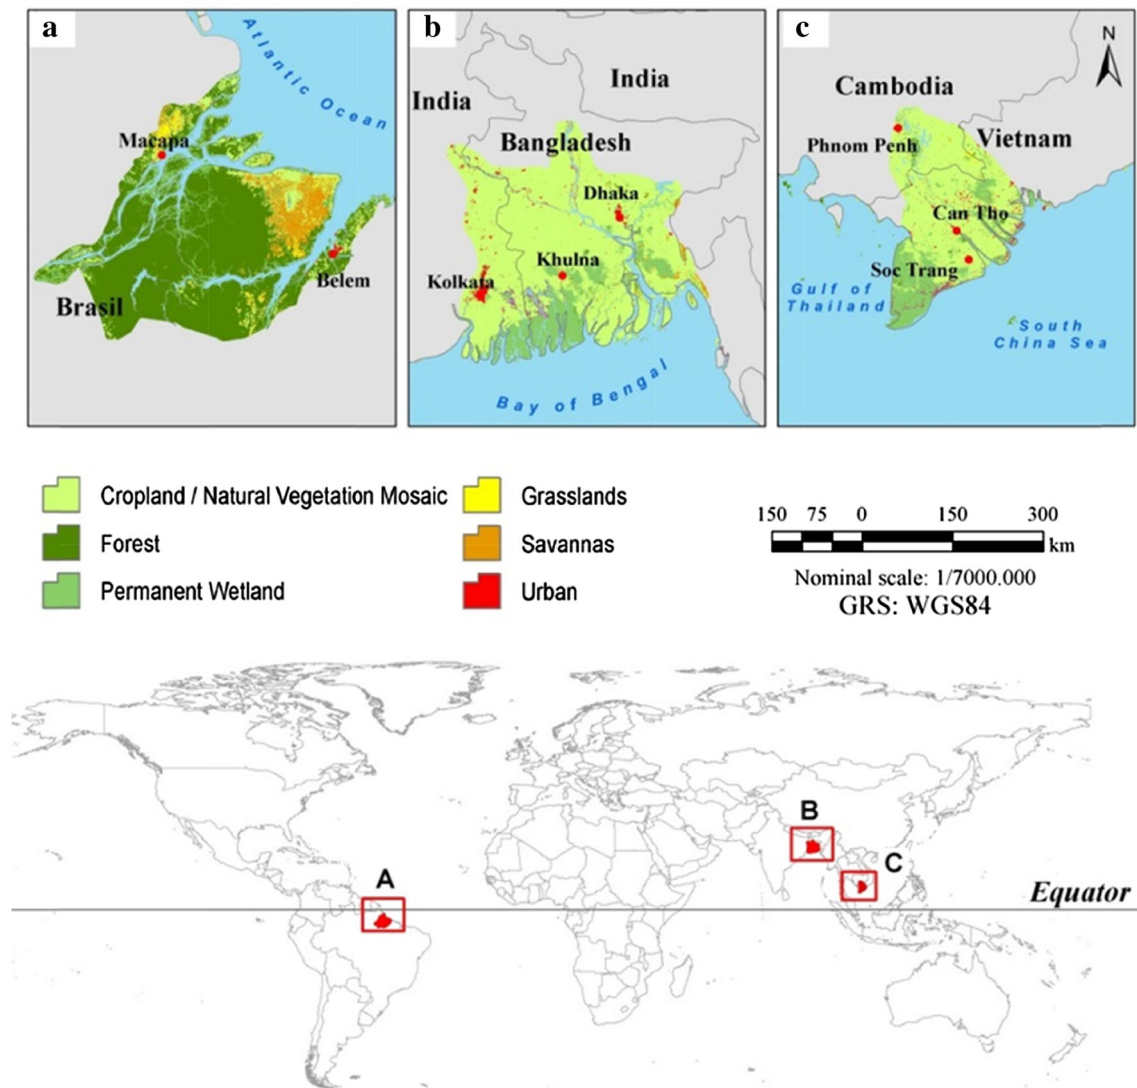 a
Atlantic Ocean
Macapa
Belem
Brasil
b
India
India
Bangladesh
Dhaka
Khulna
Kolkata
Bay of Bengal
c
N
Cambodia
Vietnam
Phnom Penh
Can Tho
Soc Trang
Gulf of
Thailand
South
China Sea
Cropland / Natural Vegetation Mosaic
Forest
Permanent Wetland
Grasslands
Savannas
Urban
150 75 0 150 300
km
Nominal scale: 1/7000.000
GRS: WGS84
A
B
C
Equator